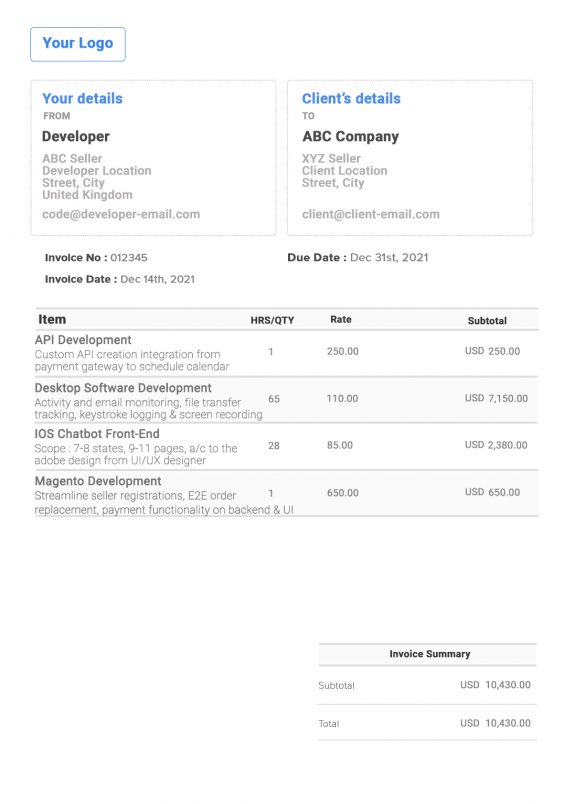 Your Logo
Your details
FROM
Developer
ABC Seller
Developer Location
Street, City
United Kingdom
code@developer-email.com
Client's details
TO
ABC Company
XYZ Seller
Client Location
Street, City
client@client-email.com
Invoice No : 012345
Due Date : Dec 31st, 2021
Invoice Date : Dec 14th, 2021
Item HRS/QTY Rate Subtotal
API Development
Custom API creation integration from
payment gateway to schedule calendar
1 250.00 USD 250.00
Desktop Software Development
Activity and email monitoring, file transfer
tracking, keystroke logging & screen recording
65 110.00 USD 7,150.00
IOS Chatbot Front-End
Scope : 7-8 states, 9-11 pages, a/c to the
adobe design from UI/UX designer
28 85.00 USD 2,380.00
Magento Development
Streamline seller registrations, E2E order
replacement, payment functionality on backend & UI
1 650.00 USD 650.00
Invoice Summary
Subtotal USD 10,430.00
Total USD 10,430.00